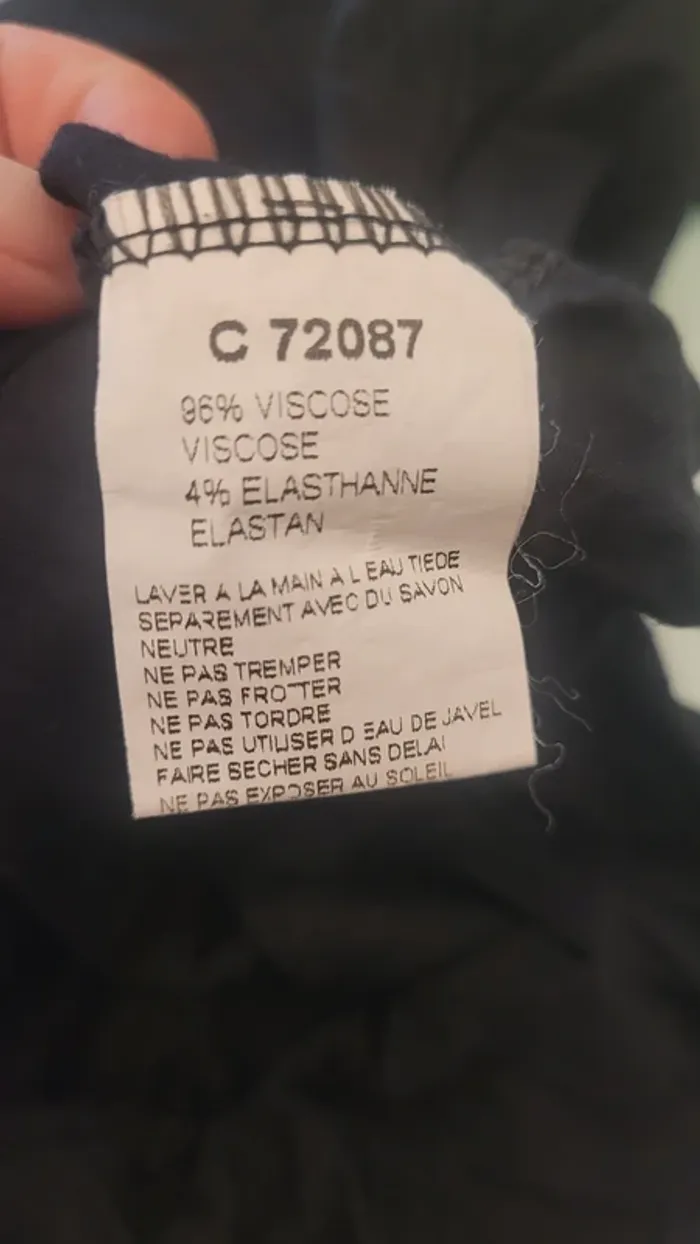 C 72087
96% VISCOSE
VISCOSE
4% ELASTHANNE
ELASTAN
LAVER A LA MAIN À L EAU TIEDE
SEPAREMENT AVEC DU SAVON
NEUTRE
NE PAS TREMPER
NE PAS FROTTER
NE PAS TORDRE
NE PAS UTILISER D EAU DE JAVEL
FAIRE SECHER SANS DELAI
NE PAS EXPOSER AU SOLEIL